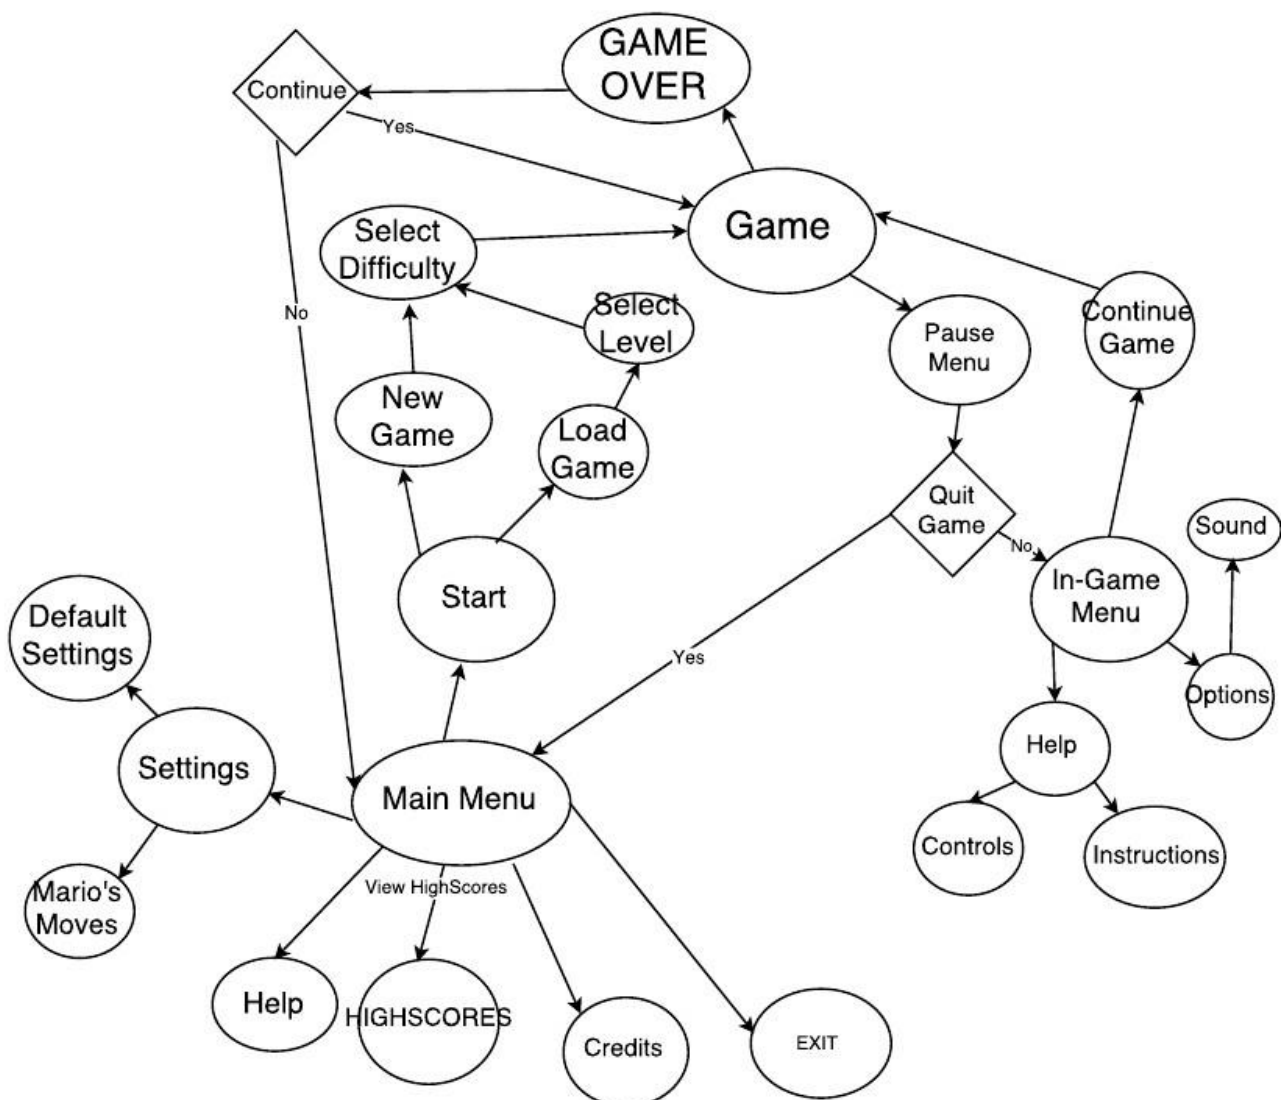 GAME
OVER
Continue
Yes
Game
Select
Difficulty
No
Select
Level
Continue
Game
Pause
Menu
New
Game
Load
Game
Quit
Game
Sound
No
In-Game
Menu
Start
Default
Settings
Yes
Options
Help
Settings
Main Menu
Controls
Instructions
Mario's
Moves
View HighScores
Help
HIGHSCORES
Credits
EXIT